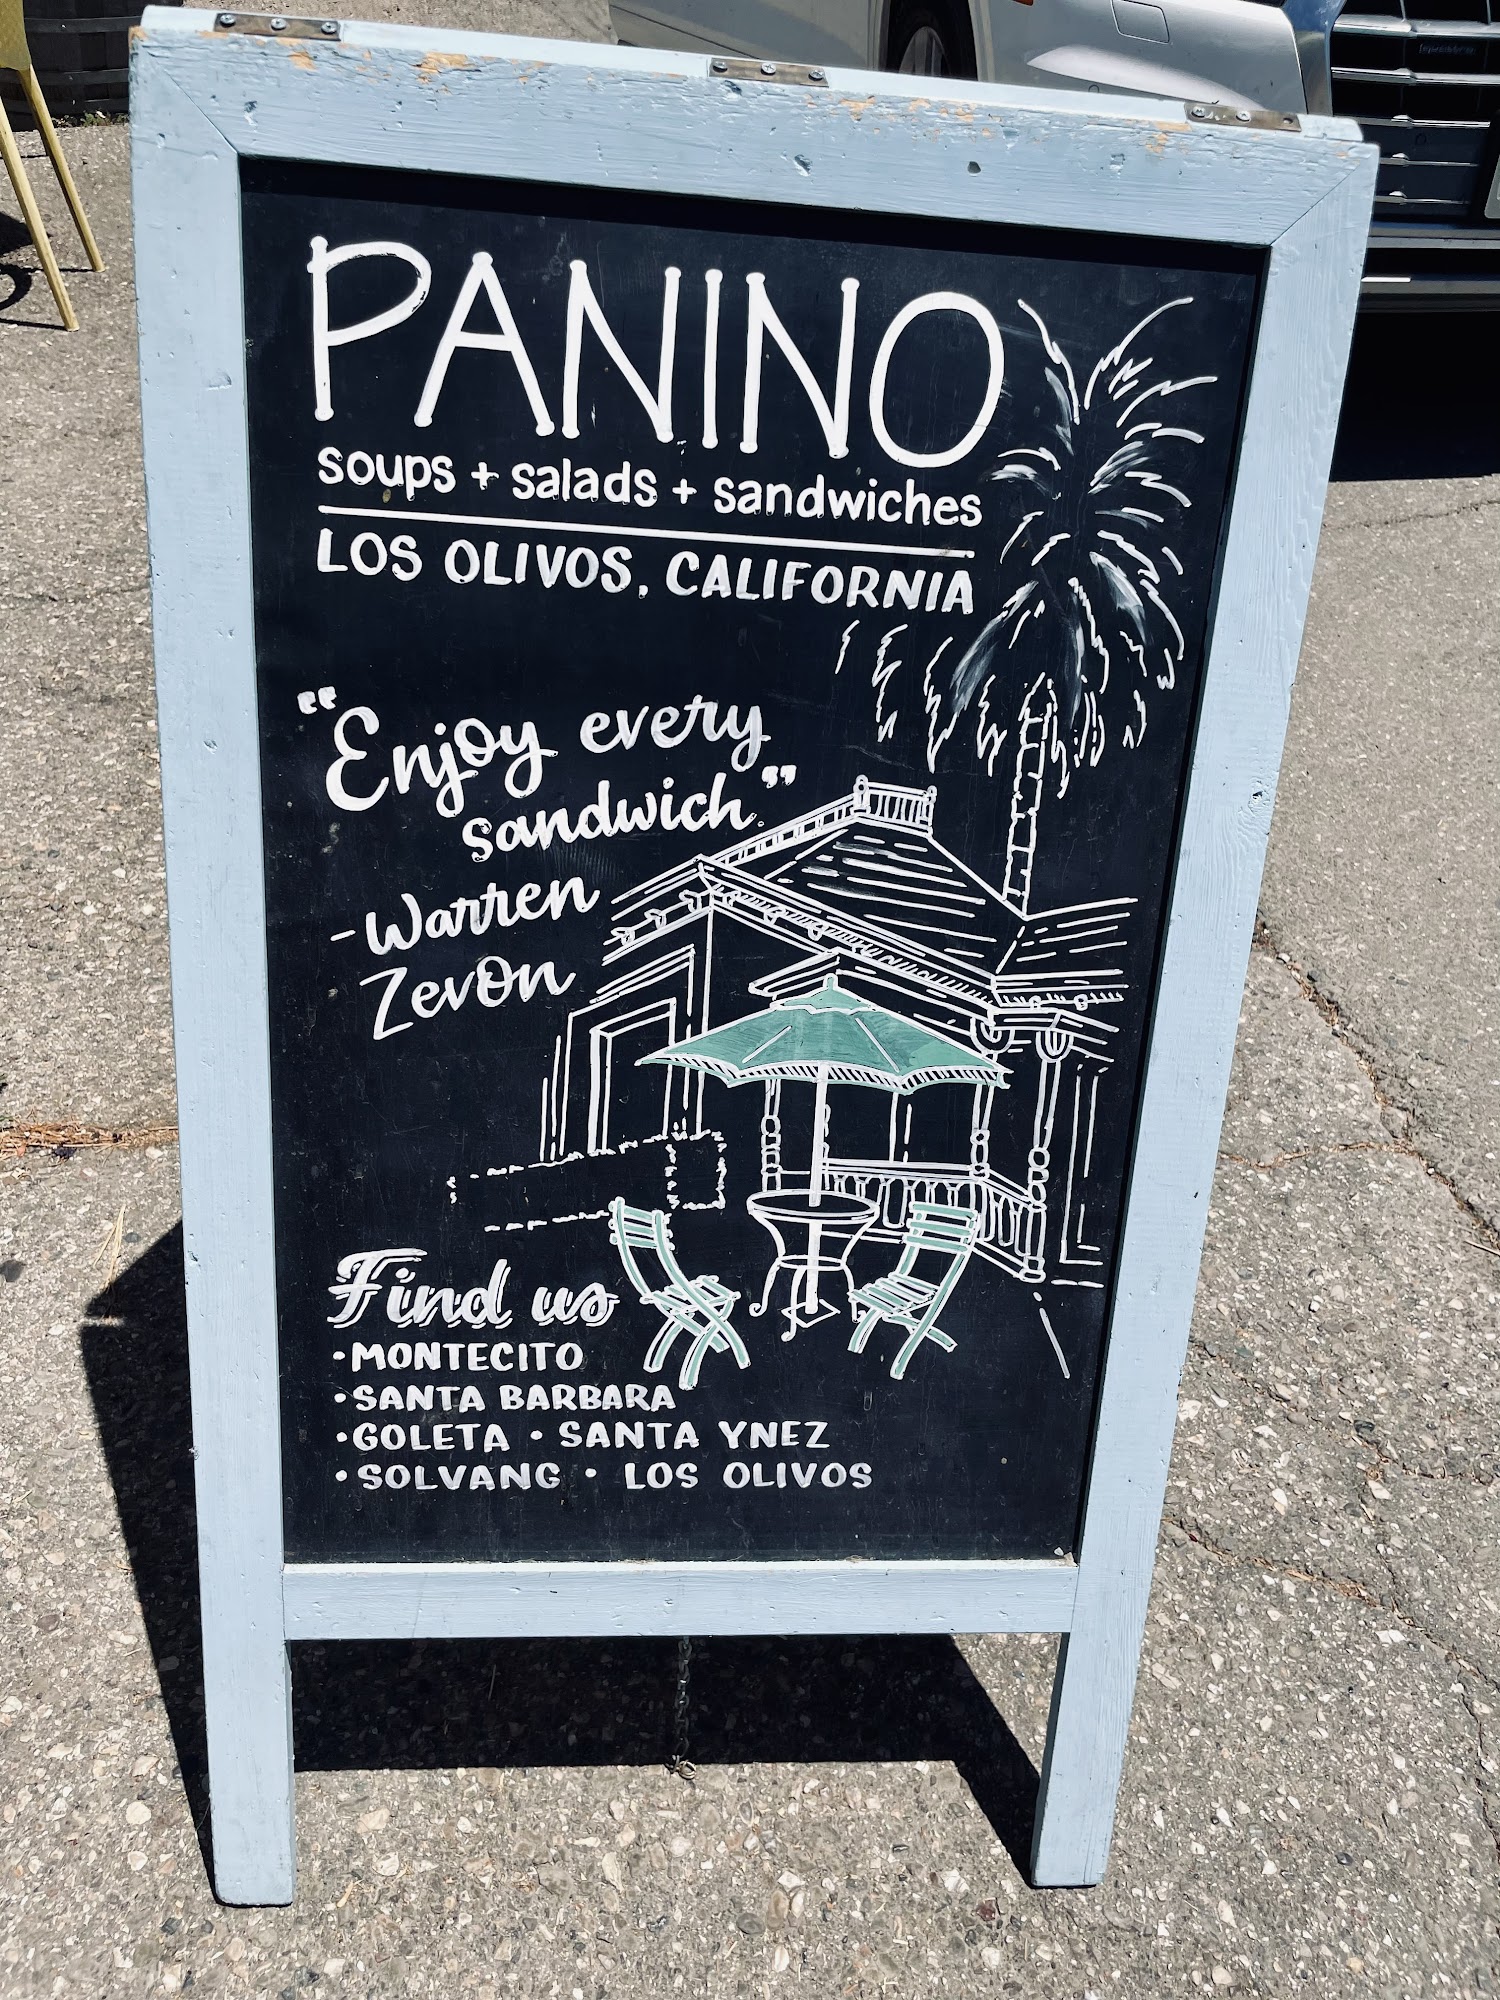 PANINO
soups + salads + sandwiches
LOS OLIVOS, CALIFORNIA
"Enjoy every
sandwich."
-Warren
Zevon
Find us
•MONTECITO
•SANTA BARBARA
•GOLETA • SANTA YNEZ
•SOLVANG • LOS OLIVOS